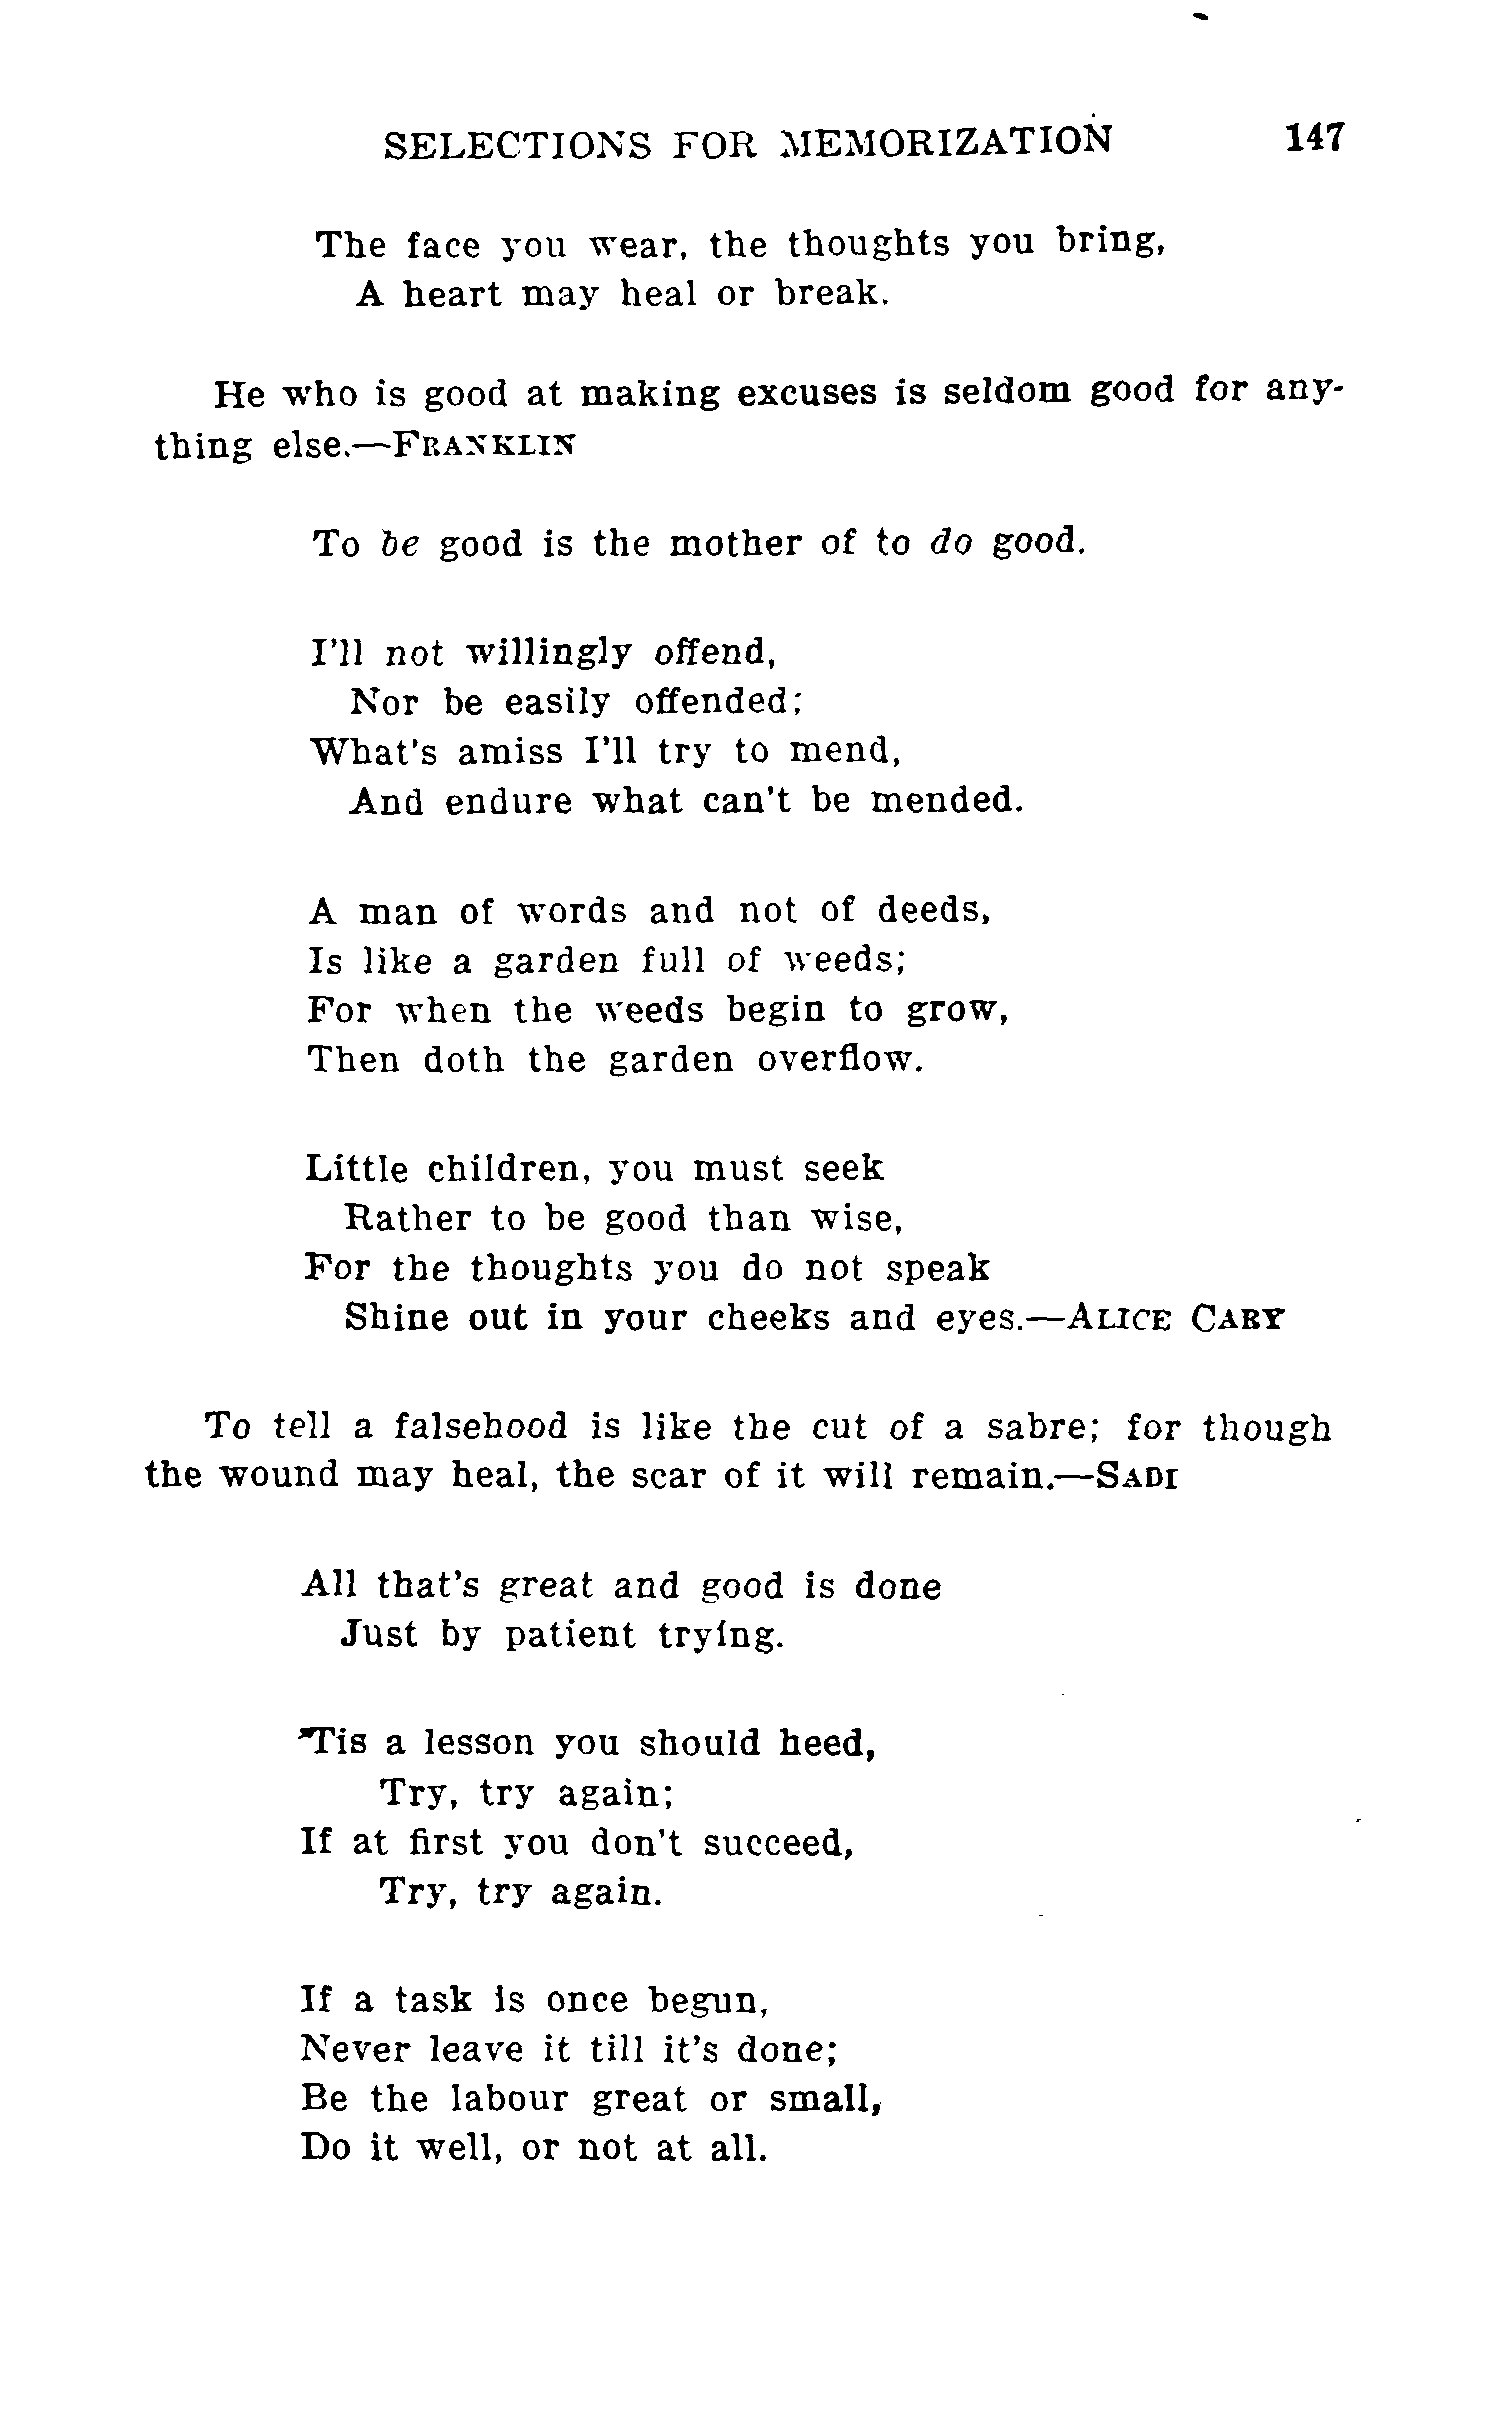 SELECTIONS FOR MEMORIZATION 147
The face you wear, the thoughts you bring,
A heart may heal or break.
He who is good at making excuses is seldom good for any-
thing else.—FRANKLIN
To be good is the mother of to do good.
I'll not willingly offend,
Nor be easily offended;
What's amiss I'll try to mend,
And endure what can't be mended.
A man of words and not of deeds,
Is like a garden full of weeds;
For when the weeds begin to grow,
Then doth the garden overflow.
Little children, you must seek
Rather to be good than wise,
For the thoughts you do not speak
Shine out in your cheeks and eyes.—ALICE CARY
To tell a falsehood is like the cut of a sabre; for though
the wound may heal, the scar of it will remain.—SADI
All that's great and good is done
Just by patient trying.
'Tis a lesson you should heed,
Try, try again;
If at first you don't succeed,
Try, try again.
If a task is once begun,
Never leave it till it's done;
Be the labour great or small,
Do it well, or not at all.